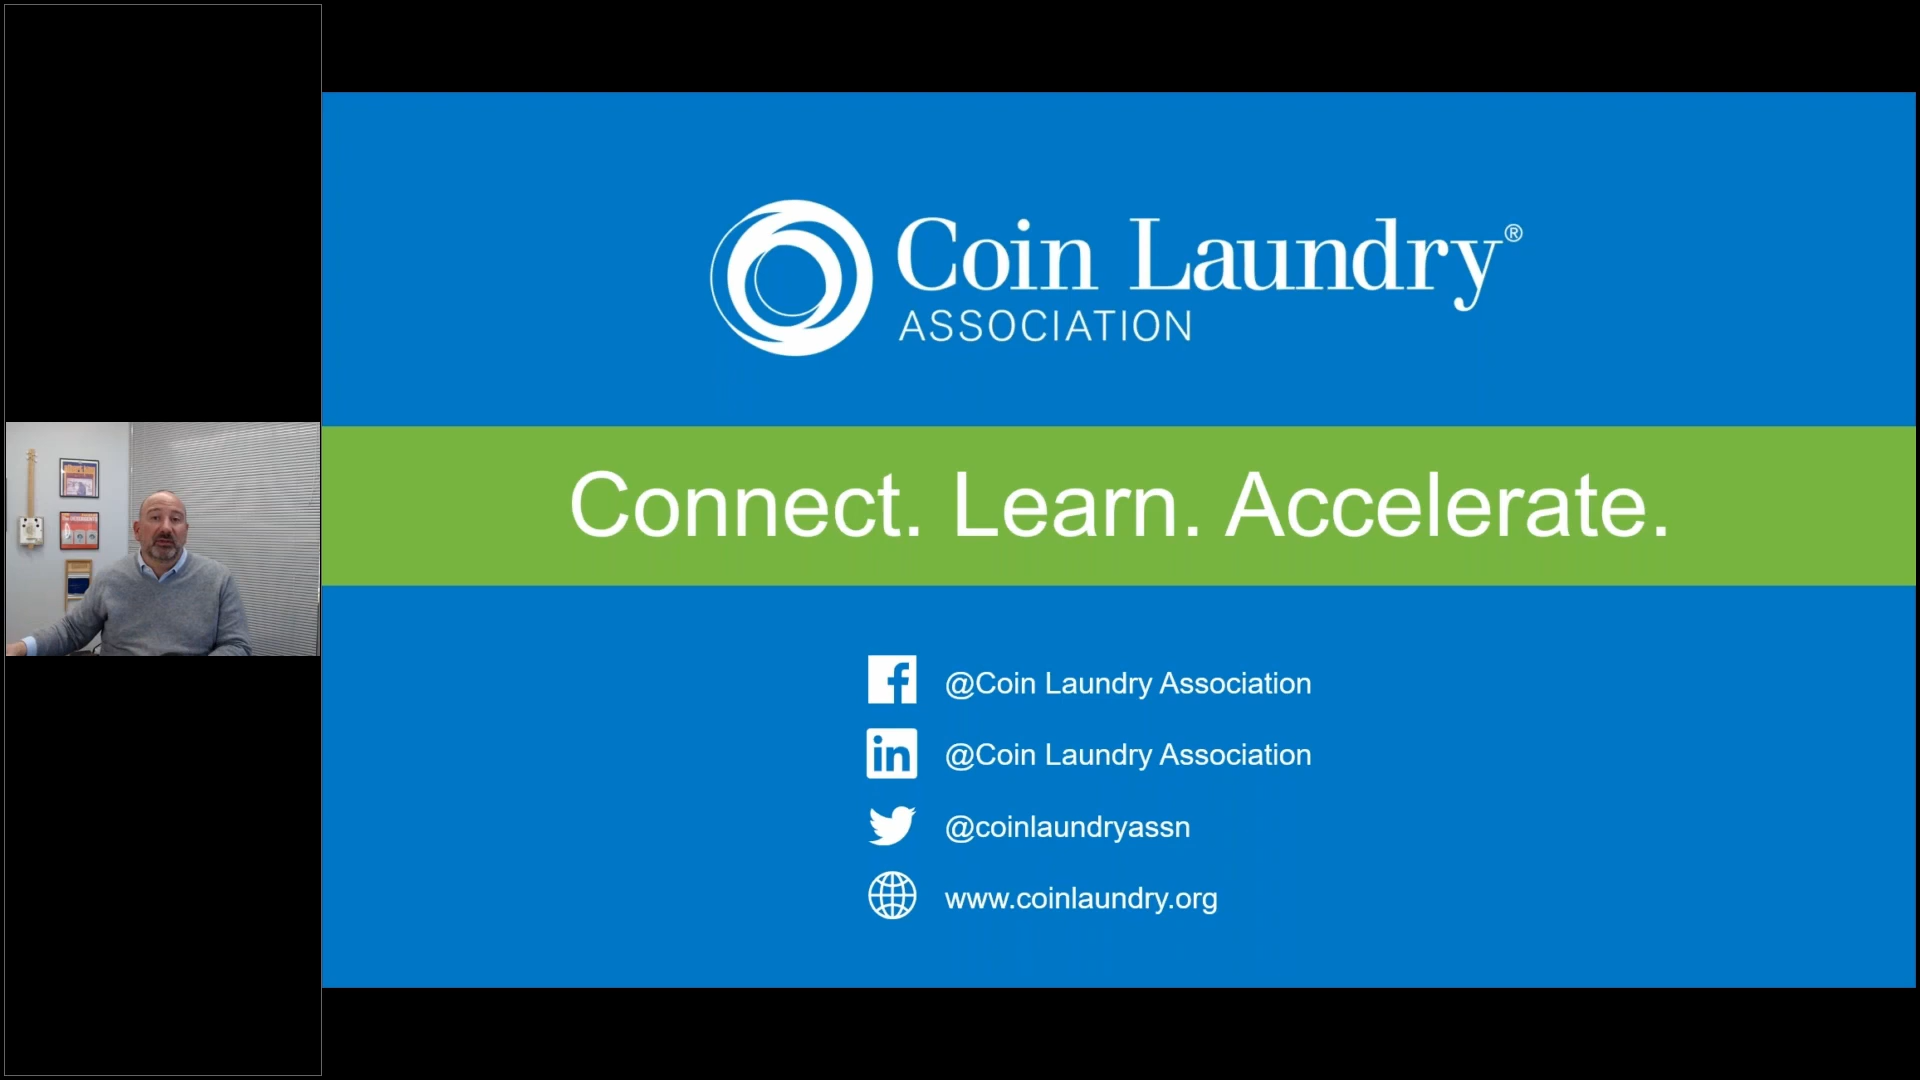 Coin Laundry®
ASSOCIATION
Connect. Learn. Accelerate.
@Coin Laundry Association
@Coin Laundry Association
@coinlaundryassn
www.coinlaundry.org